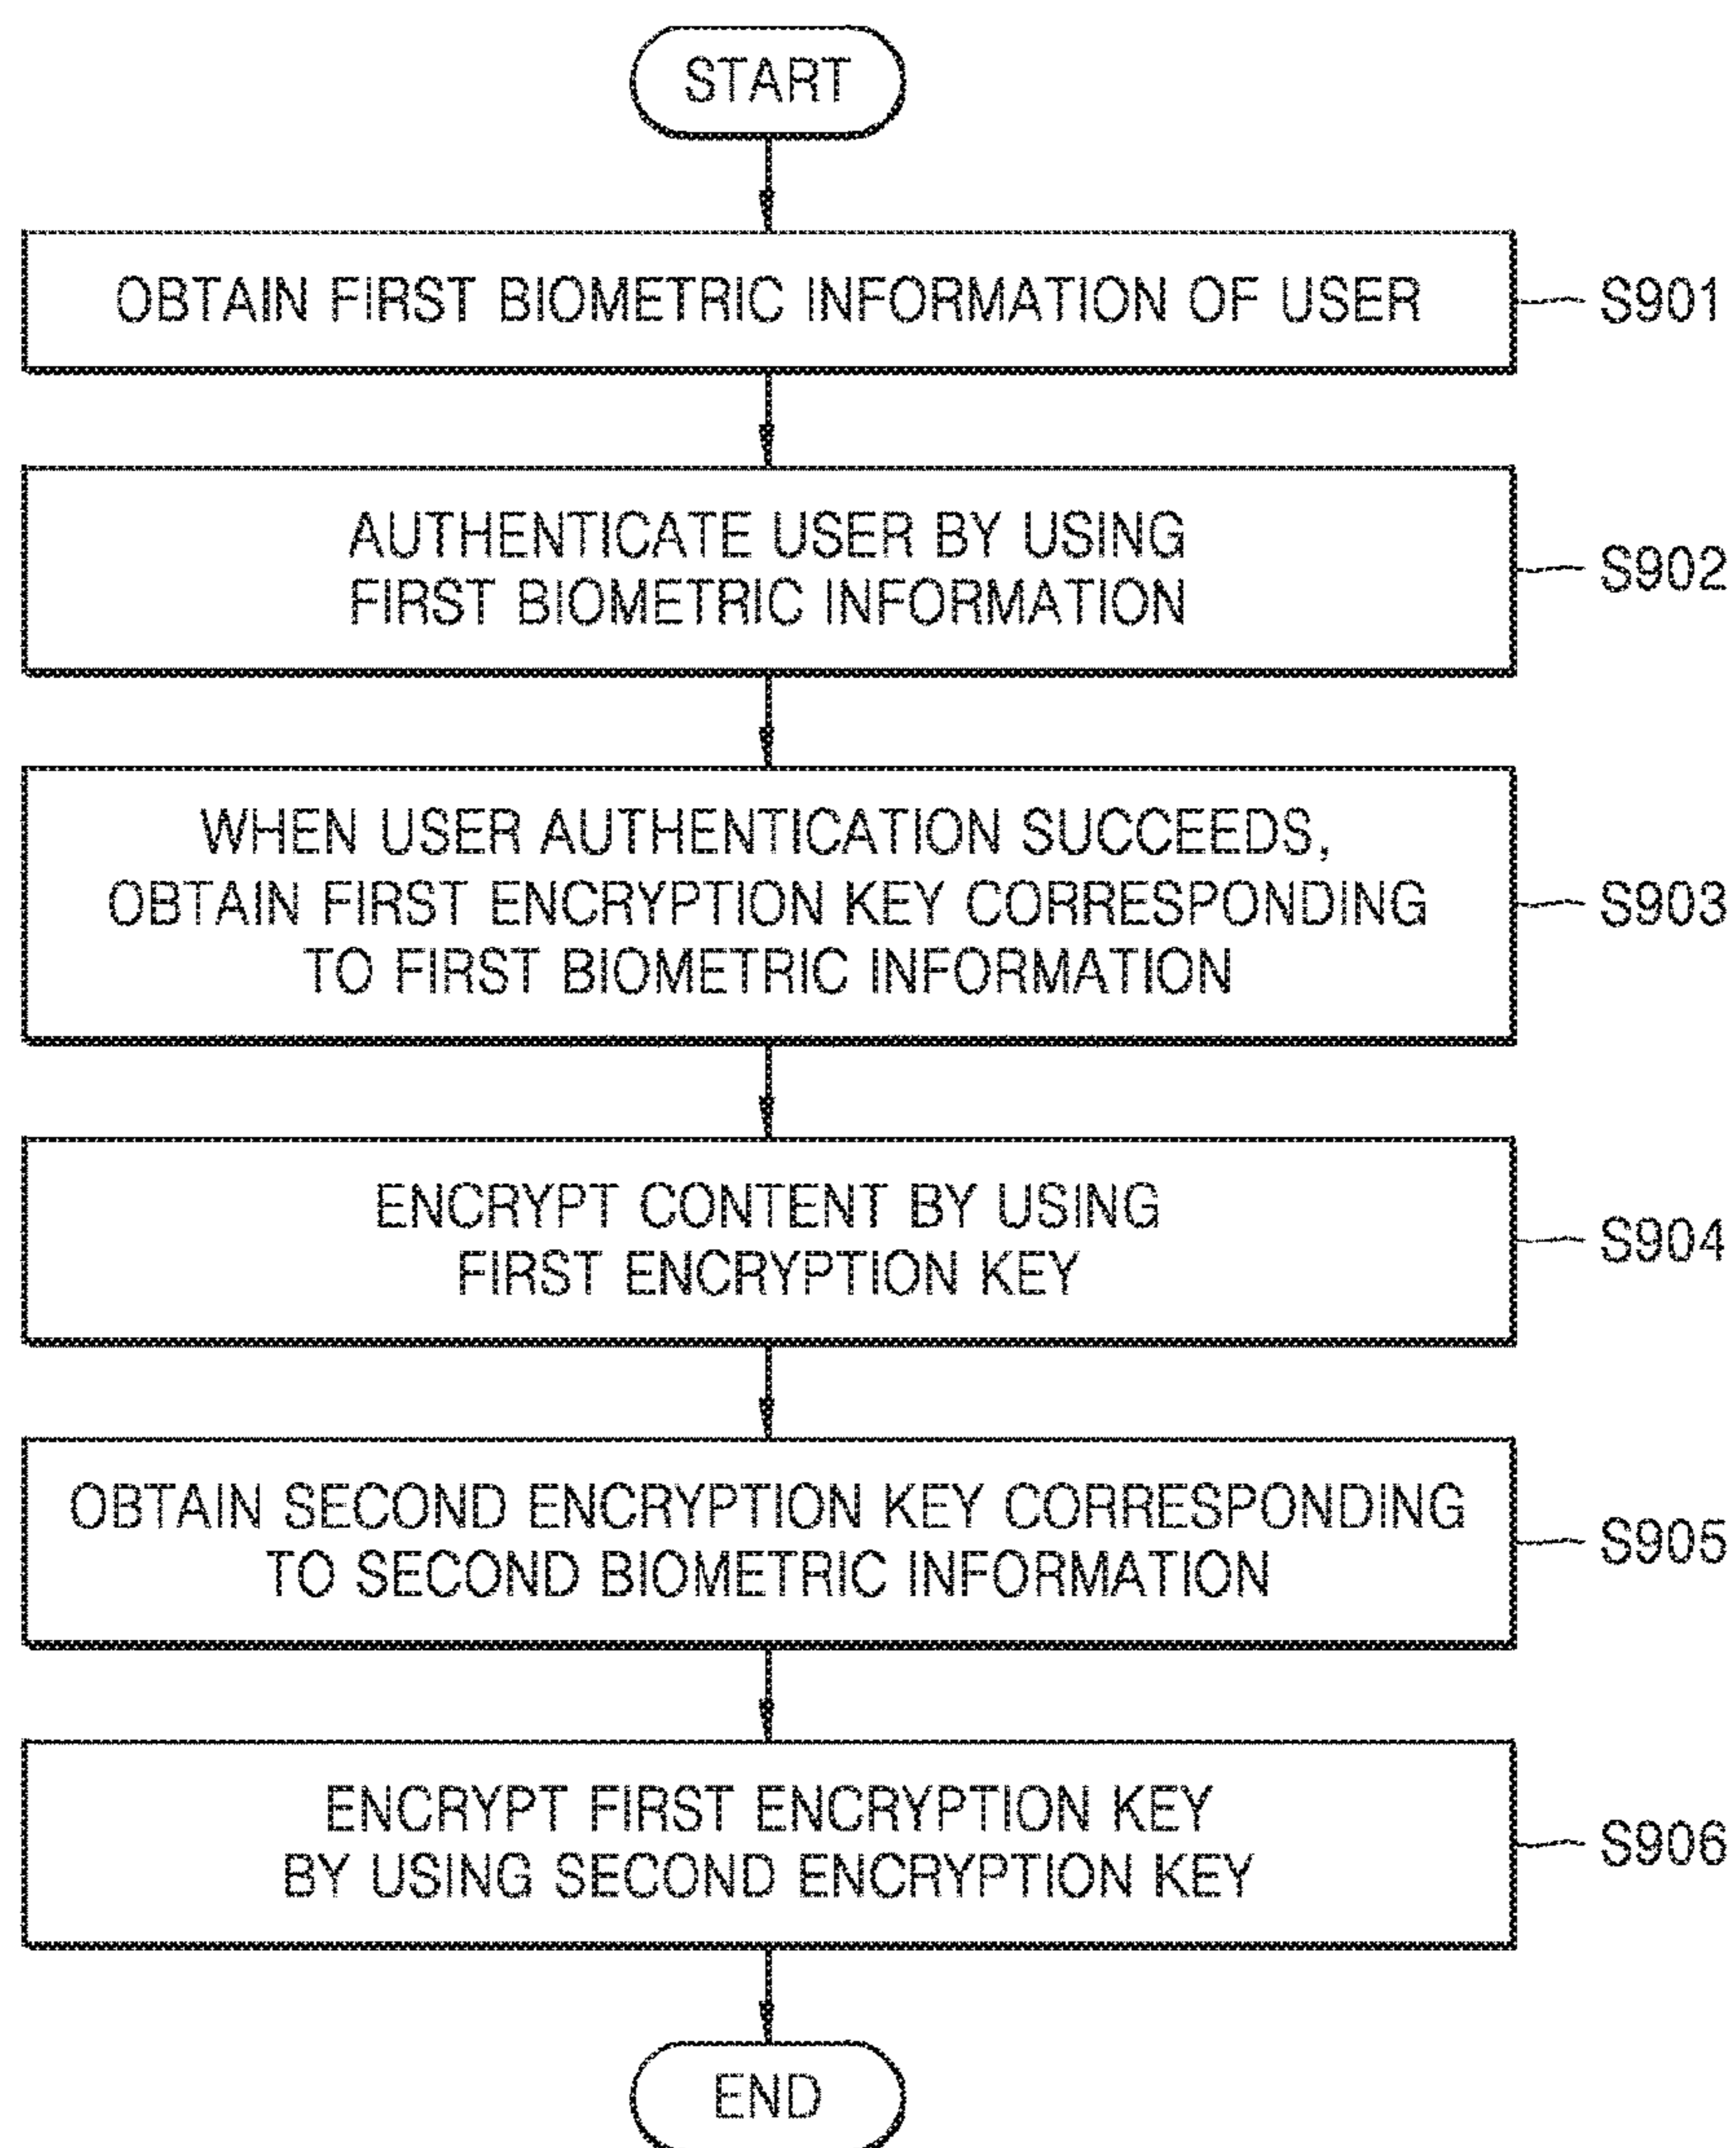 START
OBTAIN FIRST BIOMETRIC INFORMATION OF USER
S901
AUTHENTICATE USER BY USING
FIRST BIOMETRIC INFORMATION
S902
WHEN USER AUTHENTICATION SUCCEEDS,
OBTAIN FIRST ENCRYPTION KEY CORRESPONDING
TO FIRST BIOMETRIC INFORMATION
S903
ENCRYPT CONTENT BY USING
FIRST ENCRYPTION KEY
S904
OBTAIN SECOND ENCRYPTION KEY CORRESPONDING
TO SECOND BIOMETRIC INFORMATION
S905
ENCRYPT FIRST ENCRYPTION KEY
BY USING SECOND ENCRYPTION KEY
S906
END